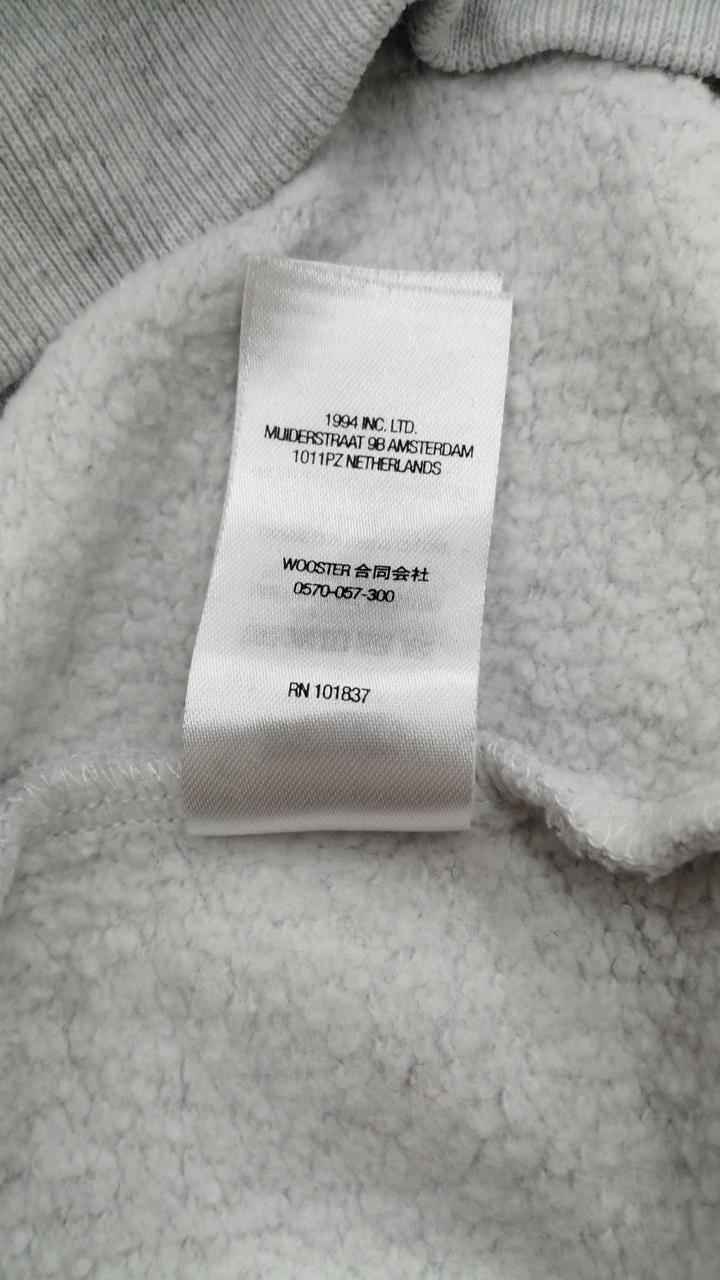 1994 INC. LTD.
MUIDERSTRAAT 9B AMSTERDAM
1011PZ NETHERLANDS
WOOSTER 合同会社
0570-057-300
RN 101837